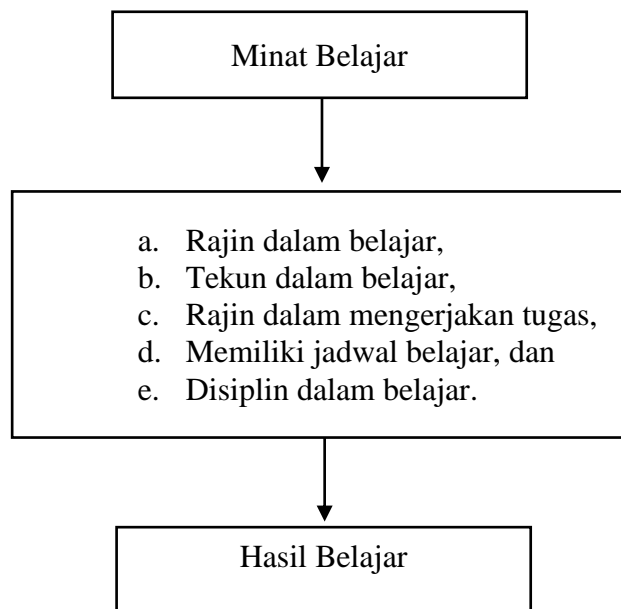 Minat Belajar
a. Rajin dalam belajar,
b. Tekun dalam belajar,
c. Rajin dalam mengerjakan tugas,
d. Memiliki jadwal belajar, dan
e. Disiplin dalam belajar.
Hasil Belajar